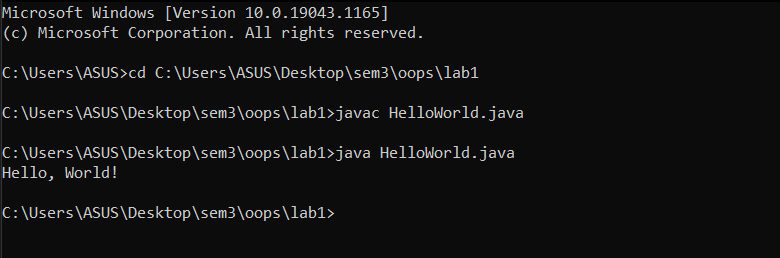 Microsoft Windows [Version 10.0.19043.1165]
(c) Microsoft Corporation. All rights reserved.
C:\Users\ASUS>cd C:\Users\ASUS\Desktop\sem3\oops\lab1
C:\Users\ASUS\Desktop\sem3\oops\lab1>javac HelloWorld.java
C:\Users\ASUS\Desktop\sem3\oops\lab1>java HelloWorld.java
Hello, World!
C:\Users\ASUS\Desktop\sem3\oops\lab1>